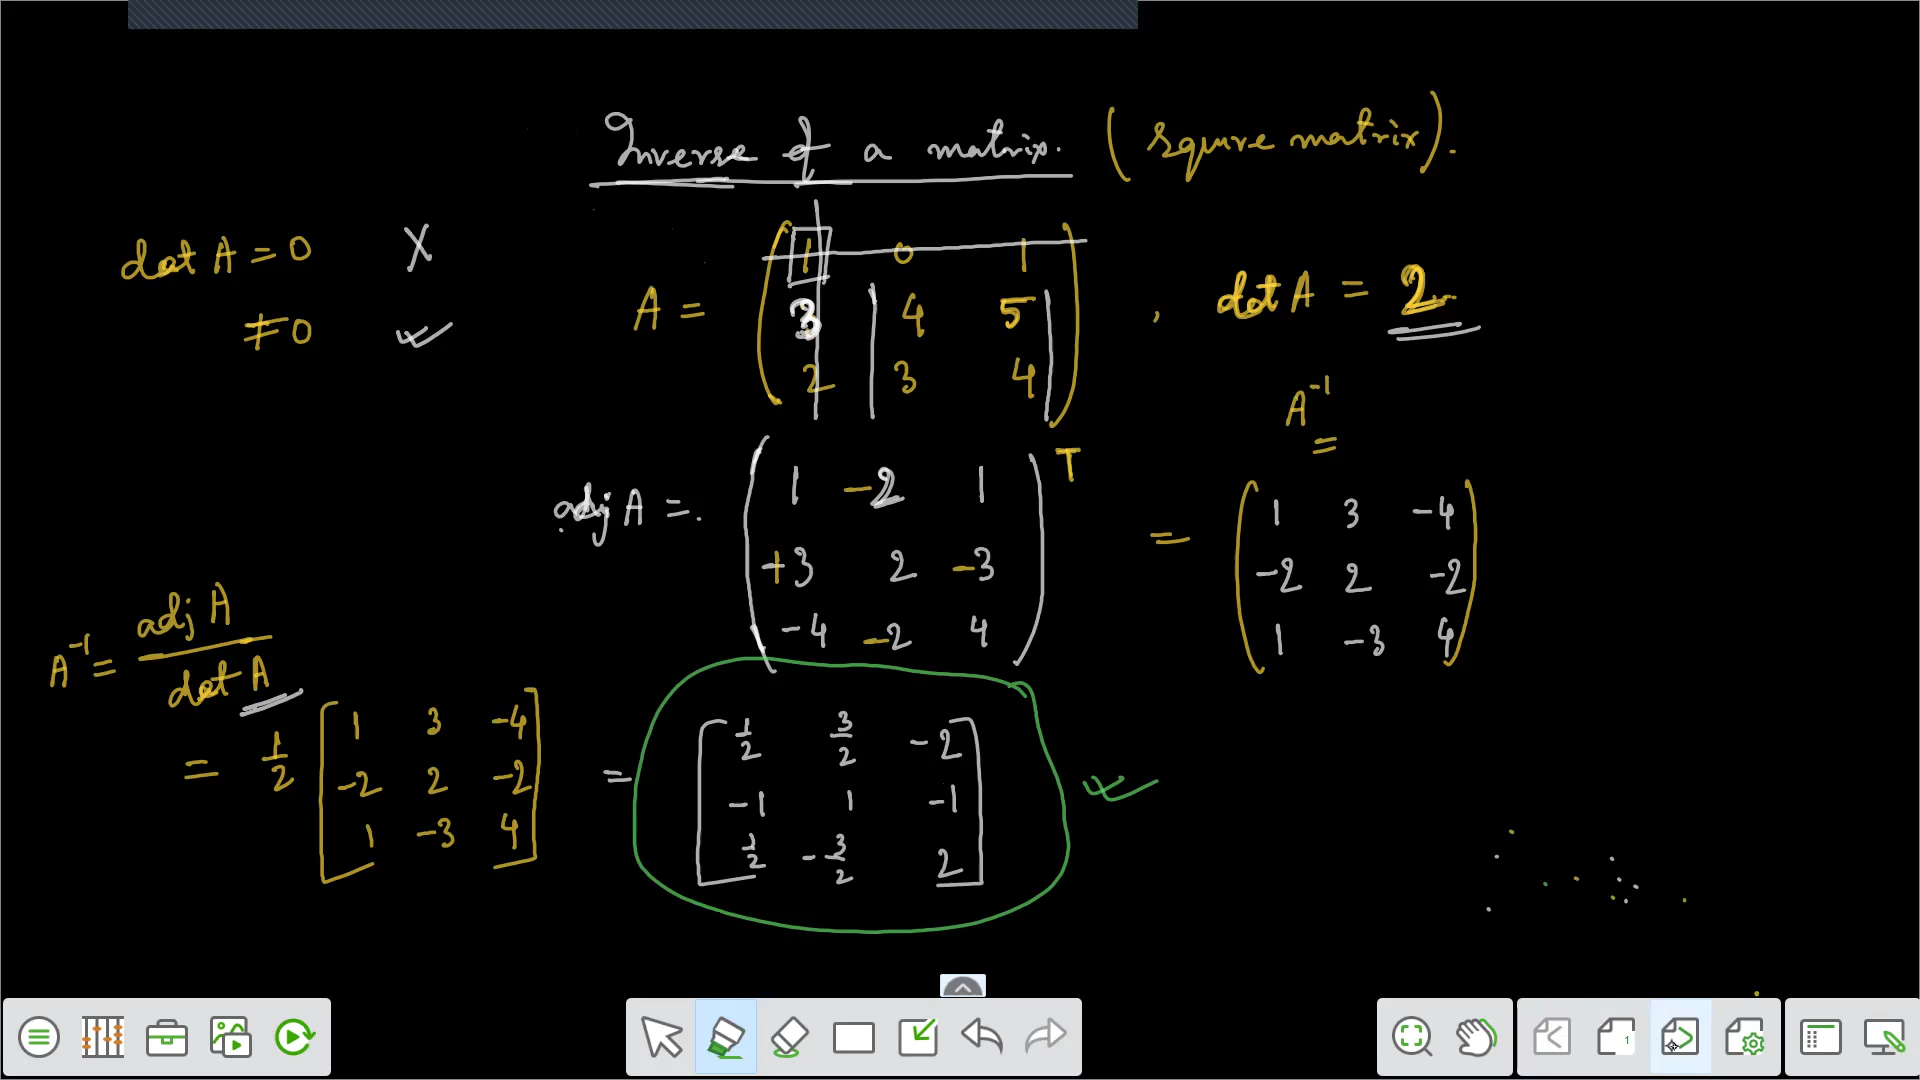 Inverse of a matrix. (squire matrix).
det A = 0 X
≠ 0 ✓
A = ( 1 0 1
3 4 5
2 3 4 ) , det A = 2
A⁻¹ =
adj A = ( 1 -2 1
+3 2 -3
-4 -2 4 )ᵀ
= ( 1 3 -4
-2 2 -2
1 -3 4 )
A⁻¹ = adj A / det A
= 1/2 [ 1 3 -4
-2 2 -2
1 -3 4 ]
= [ 1/2 3/2 -2
-1 1 -1
1/2 -3/2 2 ] ✓
1